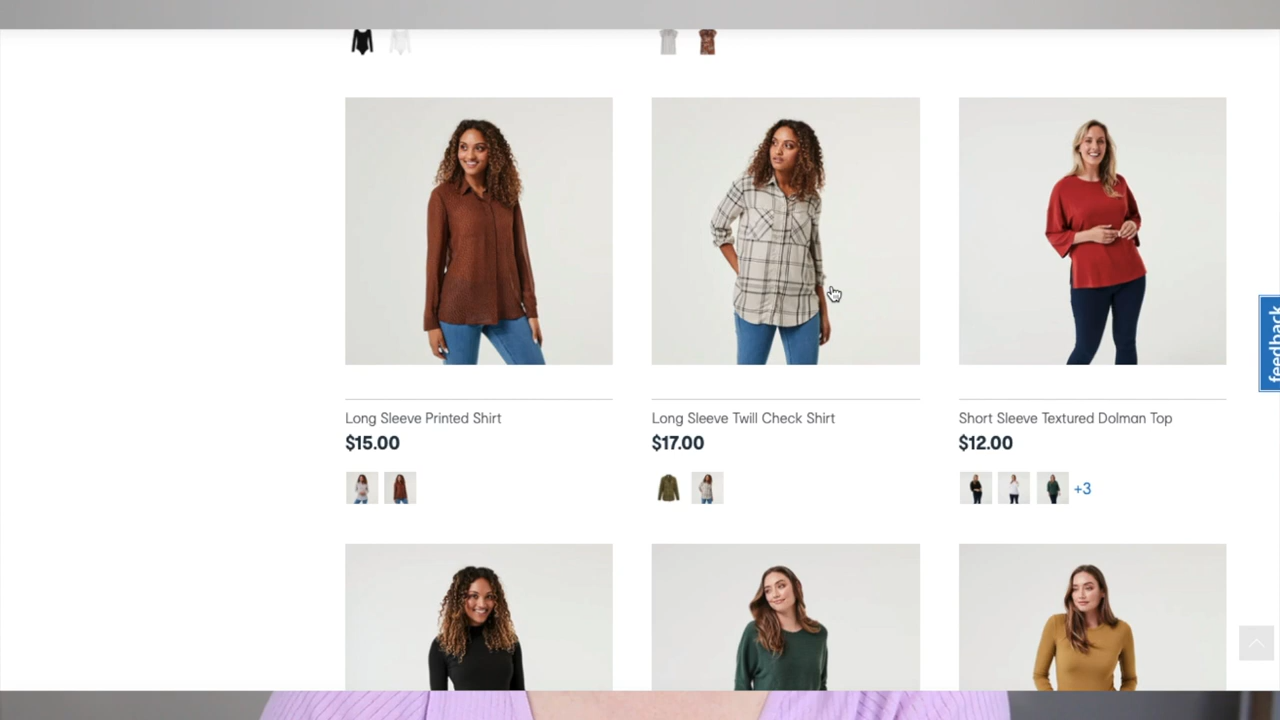 Long Sleeve Printed Shirt
$15.00
Long Sleeve Twill Check Shirt
$17.00
Short Sleeve Textured Dolman Top
$12.00
+3
feedback